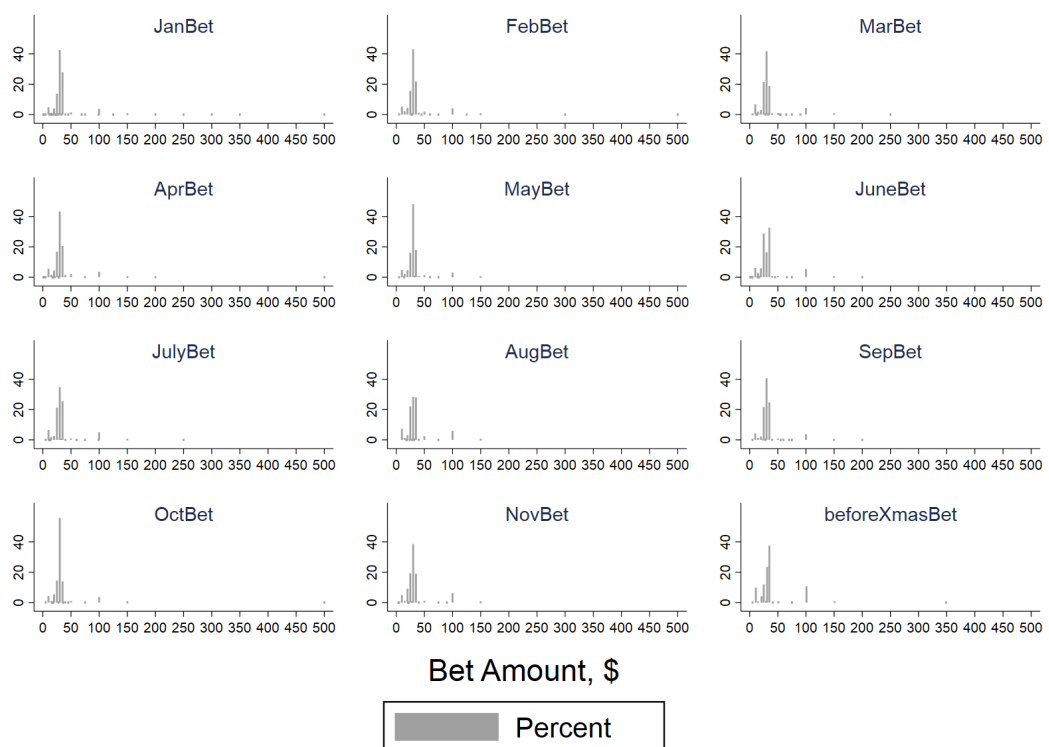 JanBet FebBet MarBet
0 20 40 0 20 40 0 20 40
0 50 100 150 200 250 300 350 400 450 500 0 50 100 150 200 250 300 350 400 450 500 0 50 100 150 200 250 300 350 400 450 500
AprBet MayBet JuneBet
0 20 40 0 20 40 0 20 40
0 50 100 150 200 250 300 350 400 450 500 0 50 100 150 200 250 300 350 400 450 500 0 50 100 150 200 250 300 350 400 450 500
JulyBet AugBet SepBet
0 20 40 0 20 40 0 20 40
0 50 100 150 200 250 300 350 400 450 500 0 50 100 150 200 250 300 350 400 450 500 0 50 100 150 200 250 300 350 400 450 500
OctBet NovBet beforeXmasBet
0 20 40 0 20 40 0 20 40
0 50 100 150 200 250 300 350 400 450 500 0 50 100 150 200 250 300 350 400 450 500 0 50 100 150 200 250 300 350 400 450 500
Bet Amount, $
Percent